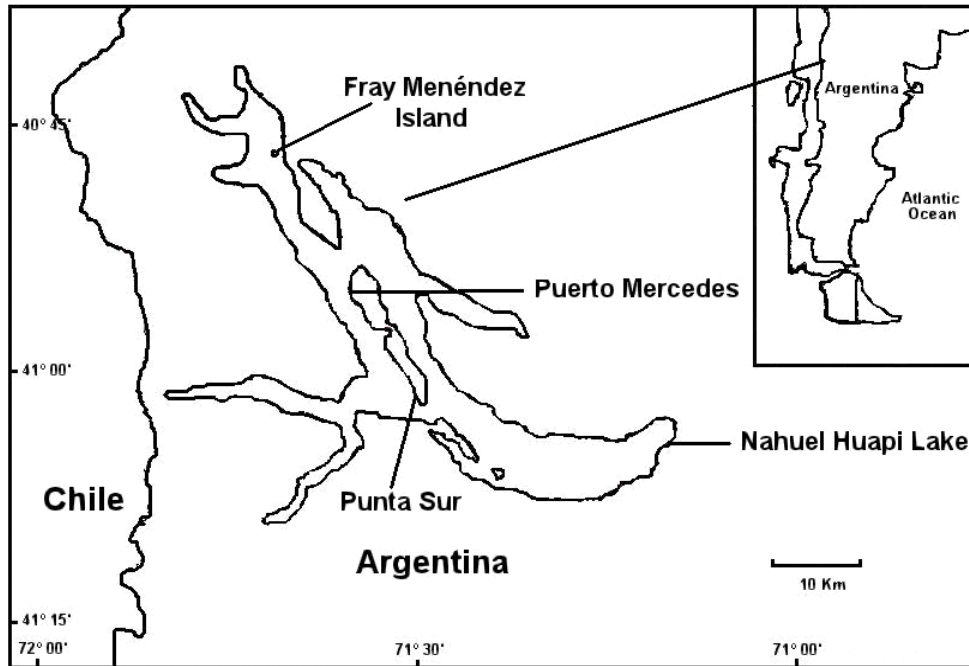 Fray Menéndez
Island
Argentina
40° 45'
Atlantic
Ocean
Puerto Mercedes
41° 00'
Nahuel Huapi Lake
Chile
Punta Sur
Argentina
10 Km
41° 15'
72° 00'
71° 30'
71° 00'